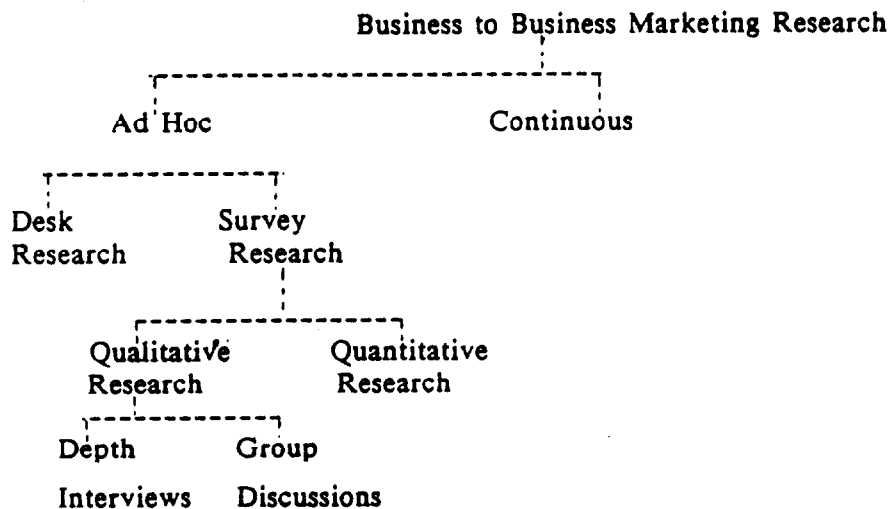 Business to Business Marketing Research
Ad Hoc Continuous
Desk Survey
Research Research
Qualitative Quantitative
Research Research
Depth Group
Interviews Discussions